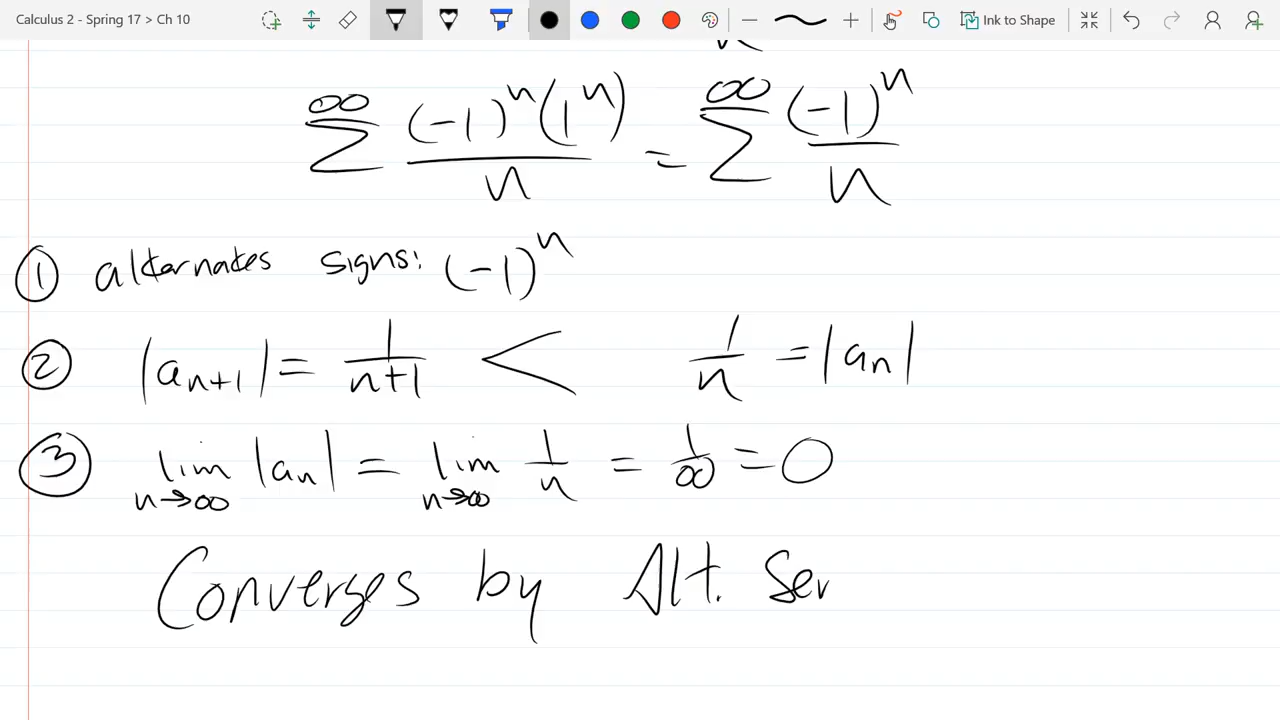 Calculus 2 - Spring 17 > Ch 10
Ink to Shape
∞ ∑ (-1)^n (1^n) / n = ∞ ∑ (-1)^n / n
① alternates signs: (-1)^n
② |a_{n+1}| = 1/(n+1) < 1/n = |a_n|
③ lim n→∞ |a_n| = lim n→∞ 1/n = 1/∞ = 0
Converges by Alt. Ser